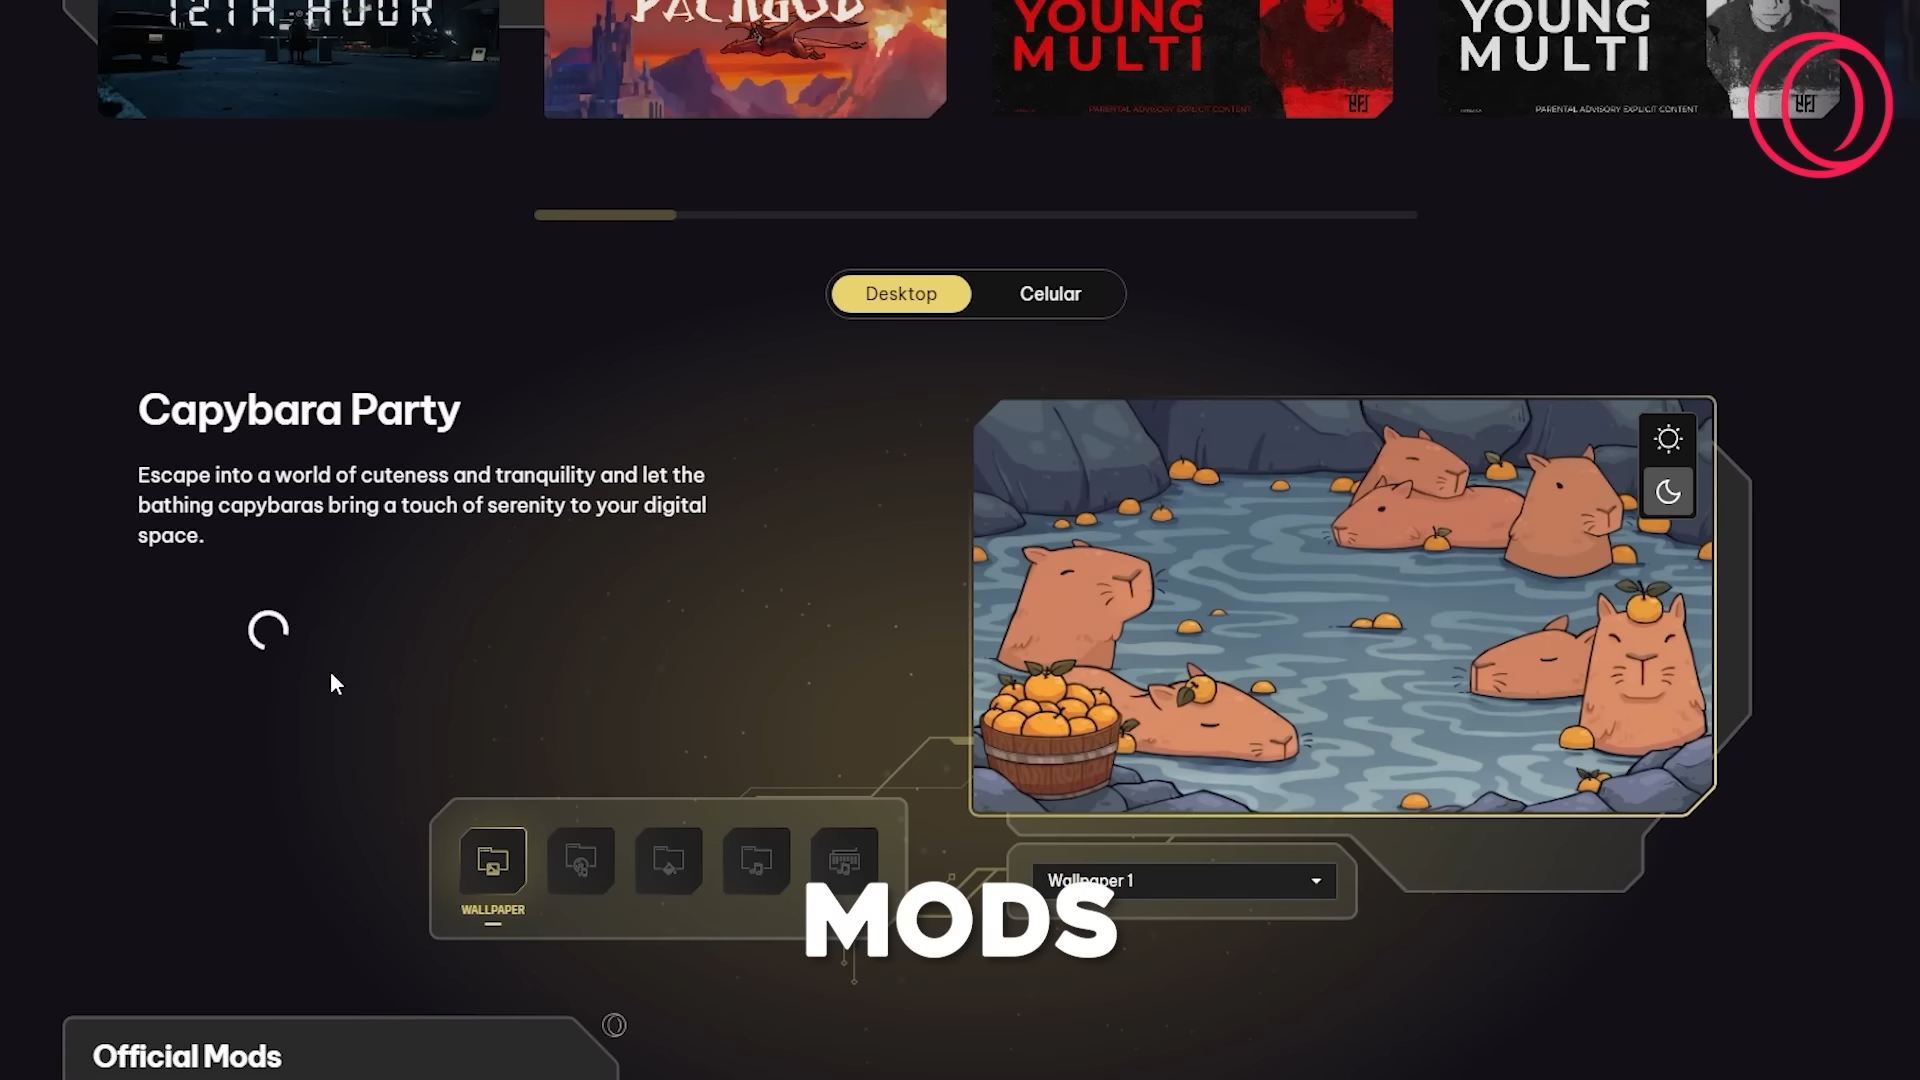 12TH HOUR
PACKGOD
YOUNG
MULTI
PARENTAL ADVISORY EXPLICIT CONTENT
YOUNG
MULTI
PARENTAL ADVISORY EXPLICIT CONTENT
Desktop
Celular
Capybara Party
Escape into a world of cuteness and tranquility and let the
bathing capybaras bring a touch of serenity to your digital
space.
WALLPAPER
Wallpaper 1
MODS
Official Mods